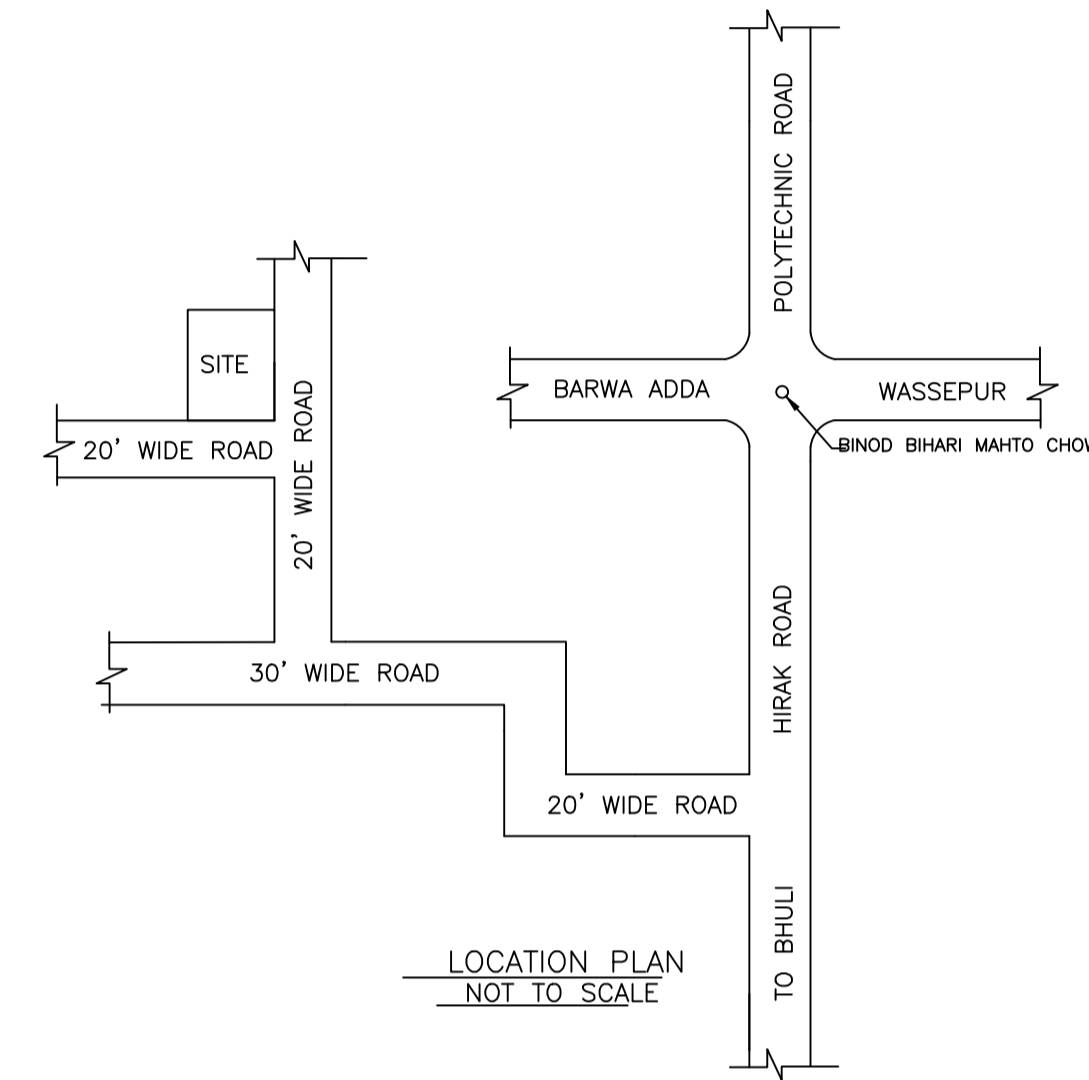 POLYTECHNIC ROAD
SITE
BARWA ADDA
WASSEPUR
20' WIDE ROAD
20' WIDE ROAD
BINOD BIHARI MAHTO
HIRAK ROAD
30' WIDE ROAD
20' WIDE ROAD
TO BHULI
LOCATION PLAN
NOT TO SCALE